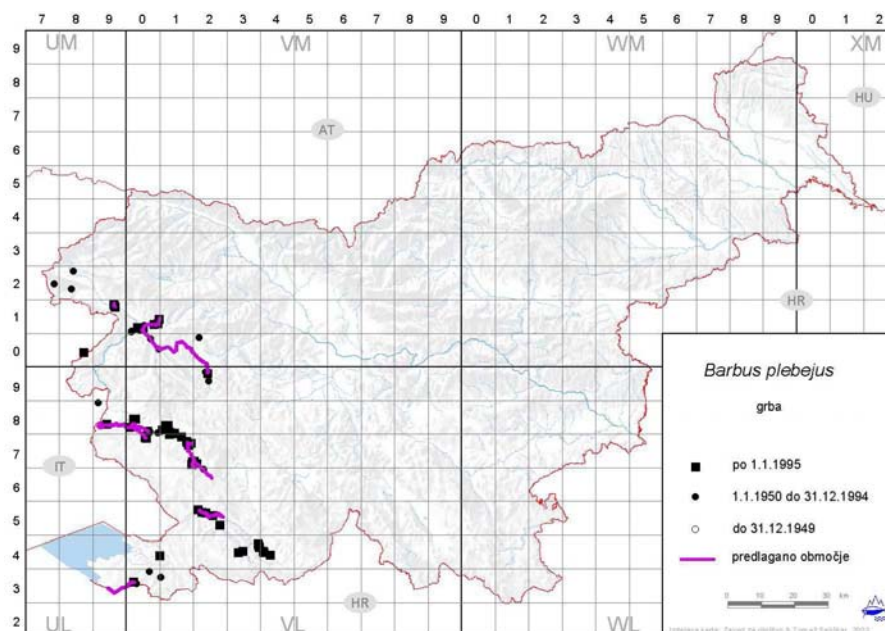 0 1 2 3 4 5 6 7 8 9 0 1 2 3 4 5 6 7 8 9 0 1 2
UM 9 VM WM XM
9
8
7
6
5
4
3
2
1
0
9
8
7
6
5
4
3
2
AT
HU
HR
IT
HR
UL VL WL
Barbus plebejus
grba
po 1.1.1995
1.1.1950 do 31.12.1994
do 31.12.1949
predlagano območje
0 10 20 30 km